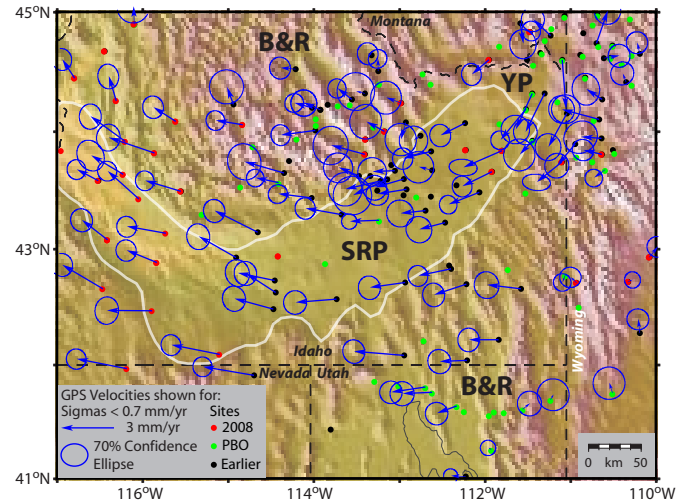 45°N
Montana
B&R
YP
43°N
SRP
Wyoming
Idaho
Nevada Utah
B&R
GPS Velocities shown for:
Sigmas < 0.7 mm/yr
Sites
3 mm/yr
2008
70% Confidence
PBO
Ellipse
Earlier
km
0
50
41°N
116°W
114°W
112°W
110°W